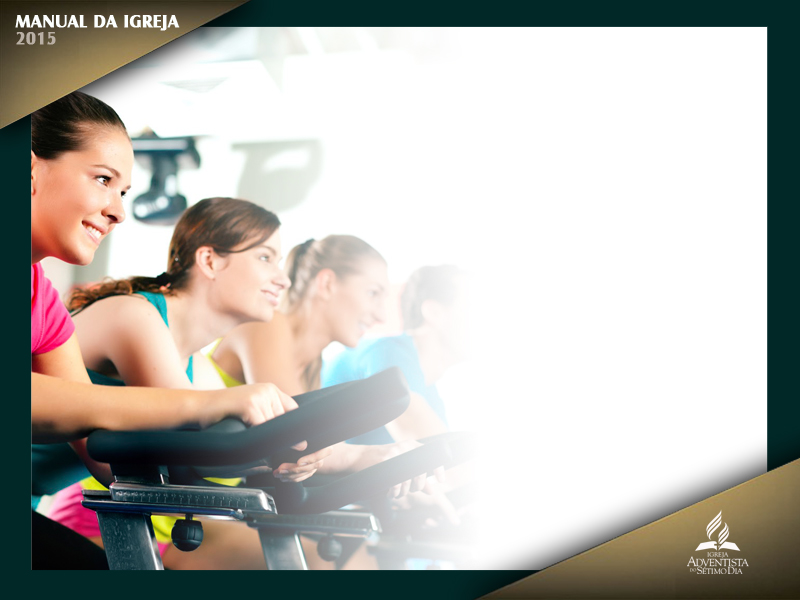 MANUAL DA IGREJA
2015
IGREJA
ADVENTISTA
DO SÉTIMO DIA